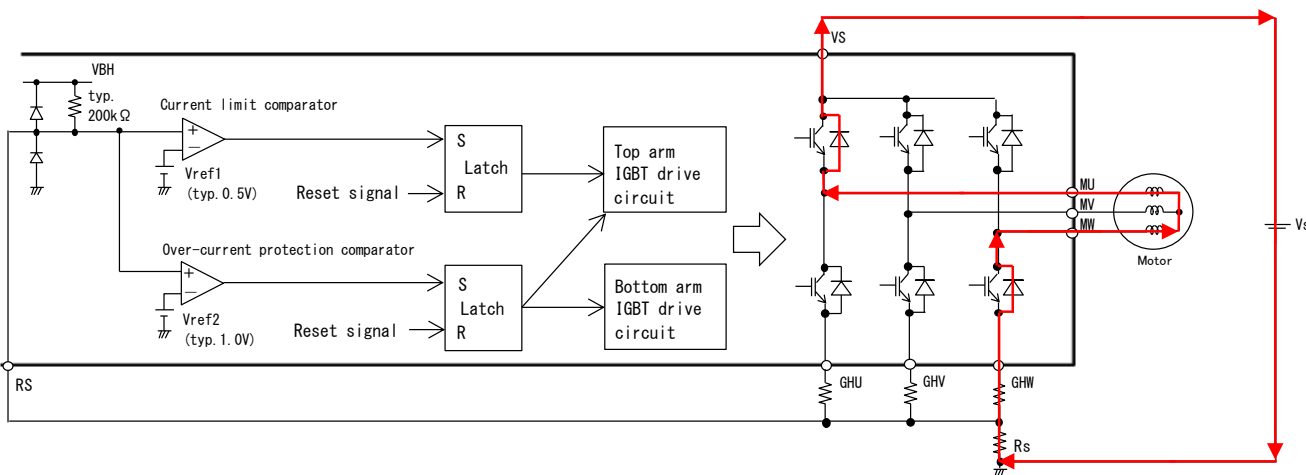 VS
VBH
typ.
200kΩ
Current limit comparator
+
−
Vref1
(typ.0.5V)
S
Latch
R
Reset signal
Top arm
IGBT drive
circuit
MU
MV
MW
Motor
Vs
Over-current protection comparator
+
−
Vref2
(typ.1.0V)
S
Latch
R
Reset signal
Bottom arm
IGBT drive
circuit
RS
GHU
GHV
GHW
Rs